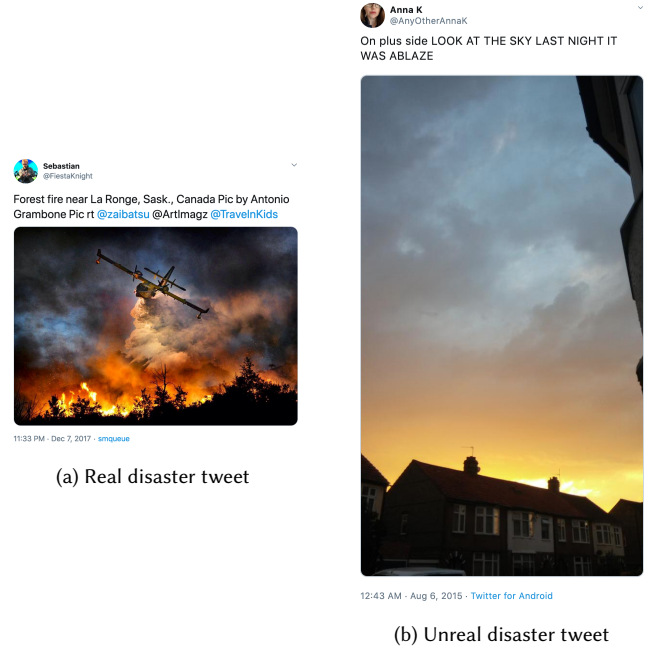 Sebastian
@FiestaKnight
Forest fire near La Ronge, Sask., Canada Pic by Antonio
Grambone Pic rt @zaibatsu @ArtImagz @TravelnKids
11:33 PM · Dec 7, 2017 · smqueue
(a) Real disaster tweet
Anna K
@AnyOtherAnnaK
On plus side LOOK AT THE SKY LAST NIGHT IT
WAS ABLAZE
12:43 AM · Aug 6, 2015 · Twitter for Android
(b) Unreal disaster tweet